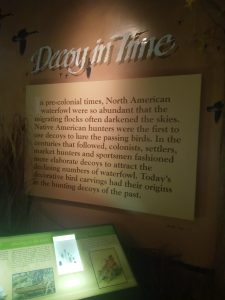 Decoy in Time
In pre-colonial times, North American
waterfowl were so abundant that the
migrating flocks often darkened the skies.
Native American hunters were the first to
use decoys to lure the passing birds. In the
centuries that followed, colonists, settlers,
market hunters and sportsmen fashioned
more elaborate decoys to attract the
declining numbers of waterfowl. Today's
decorative bird carvings had their origins
in the hunting decoys of the past.